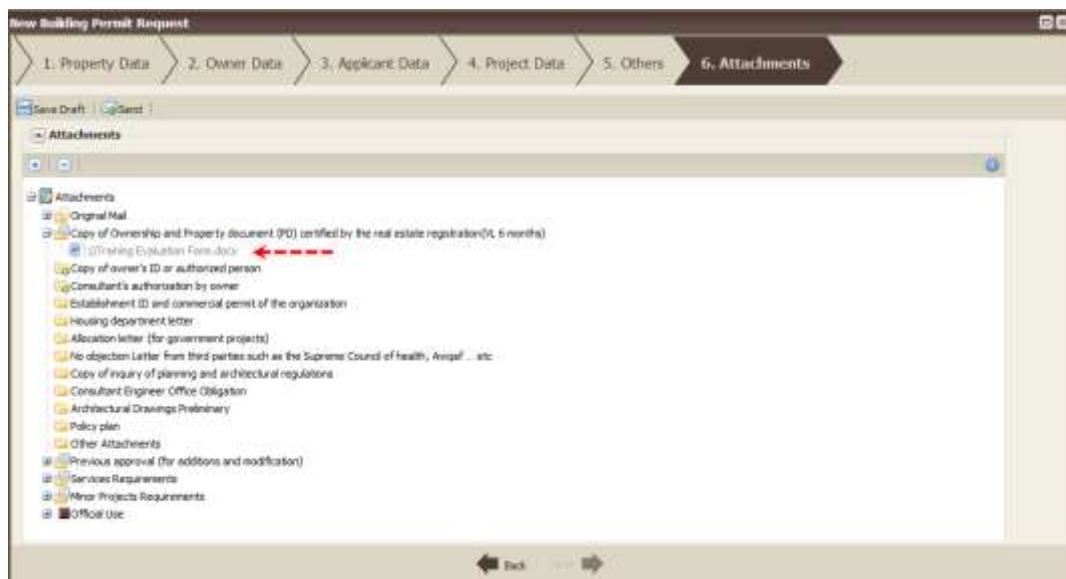 New Building Permit Request
1. Property Data 2. Owner Data 3. Applicant Data 4. Project Data 5. Others 6. Attachments
Save Draft Send
Attachments
Attachments
Original Mail
Copy of Ownership and Property document (PD) certified by the real estate registration(VL 6 months)
Training Evaluation Form.docx
Copy of owner's ID or authorized person
Consultant's authorization by owner
Establishment ID and commercial permit of the organization
Housing department letter
Allocation letter (for government projects)
No objection Letter from third parties such as the Supreme Council of health, Awqaf .. etc
Copy of inquiry of planning and architectural regulations
Consultant Engineer Office Obligation
Architectural Drawings Preliminary
Policy plan
Other Attachments
Previous approval (for additions and modification)
Services Requirements
Minor Projects Requirements
Official Use
Back